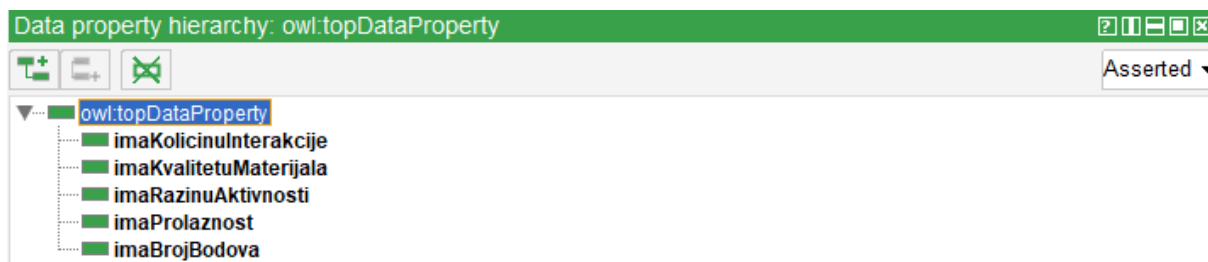 Data property hierarchy: owl:topDataProperty
Asserted
owl:topDataProperty
imaKolicinuInterakcije
imaKvalitetuMaterijala
imaRazinuAktivnosti
imaProlaznost
imaBrojBodova